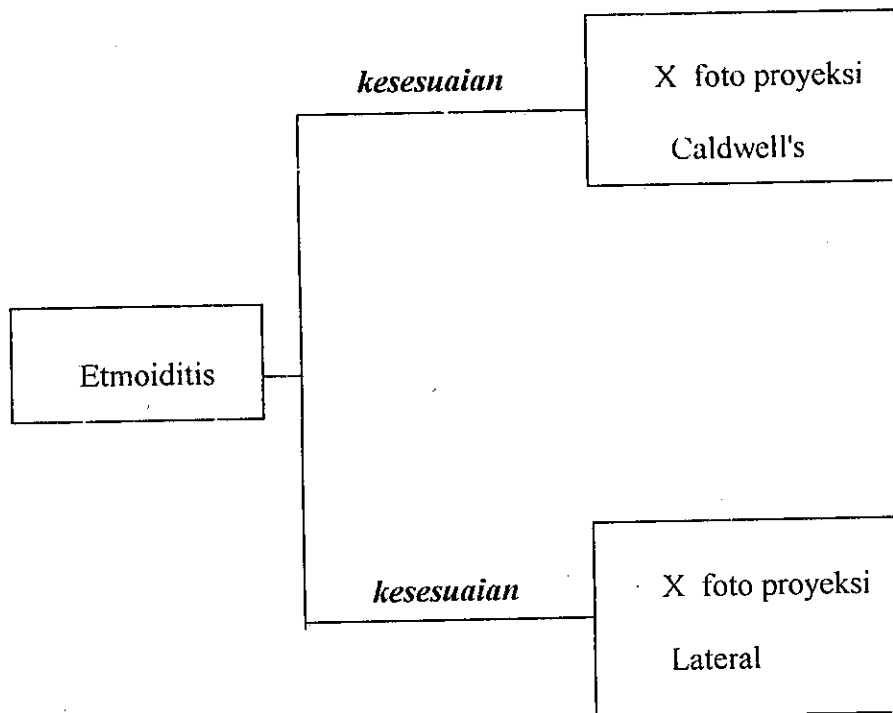 kesesuaian
X foto proyeksi
Caldwell's
Etmoiditis
kesesuaian
X foto proyeksi
Lateral